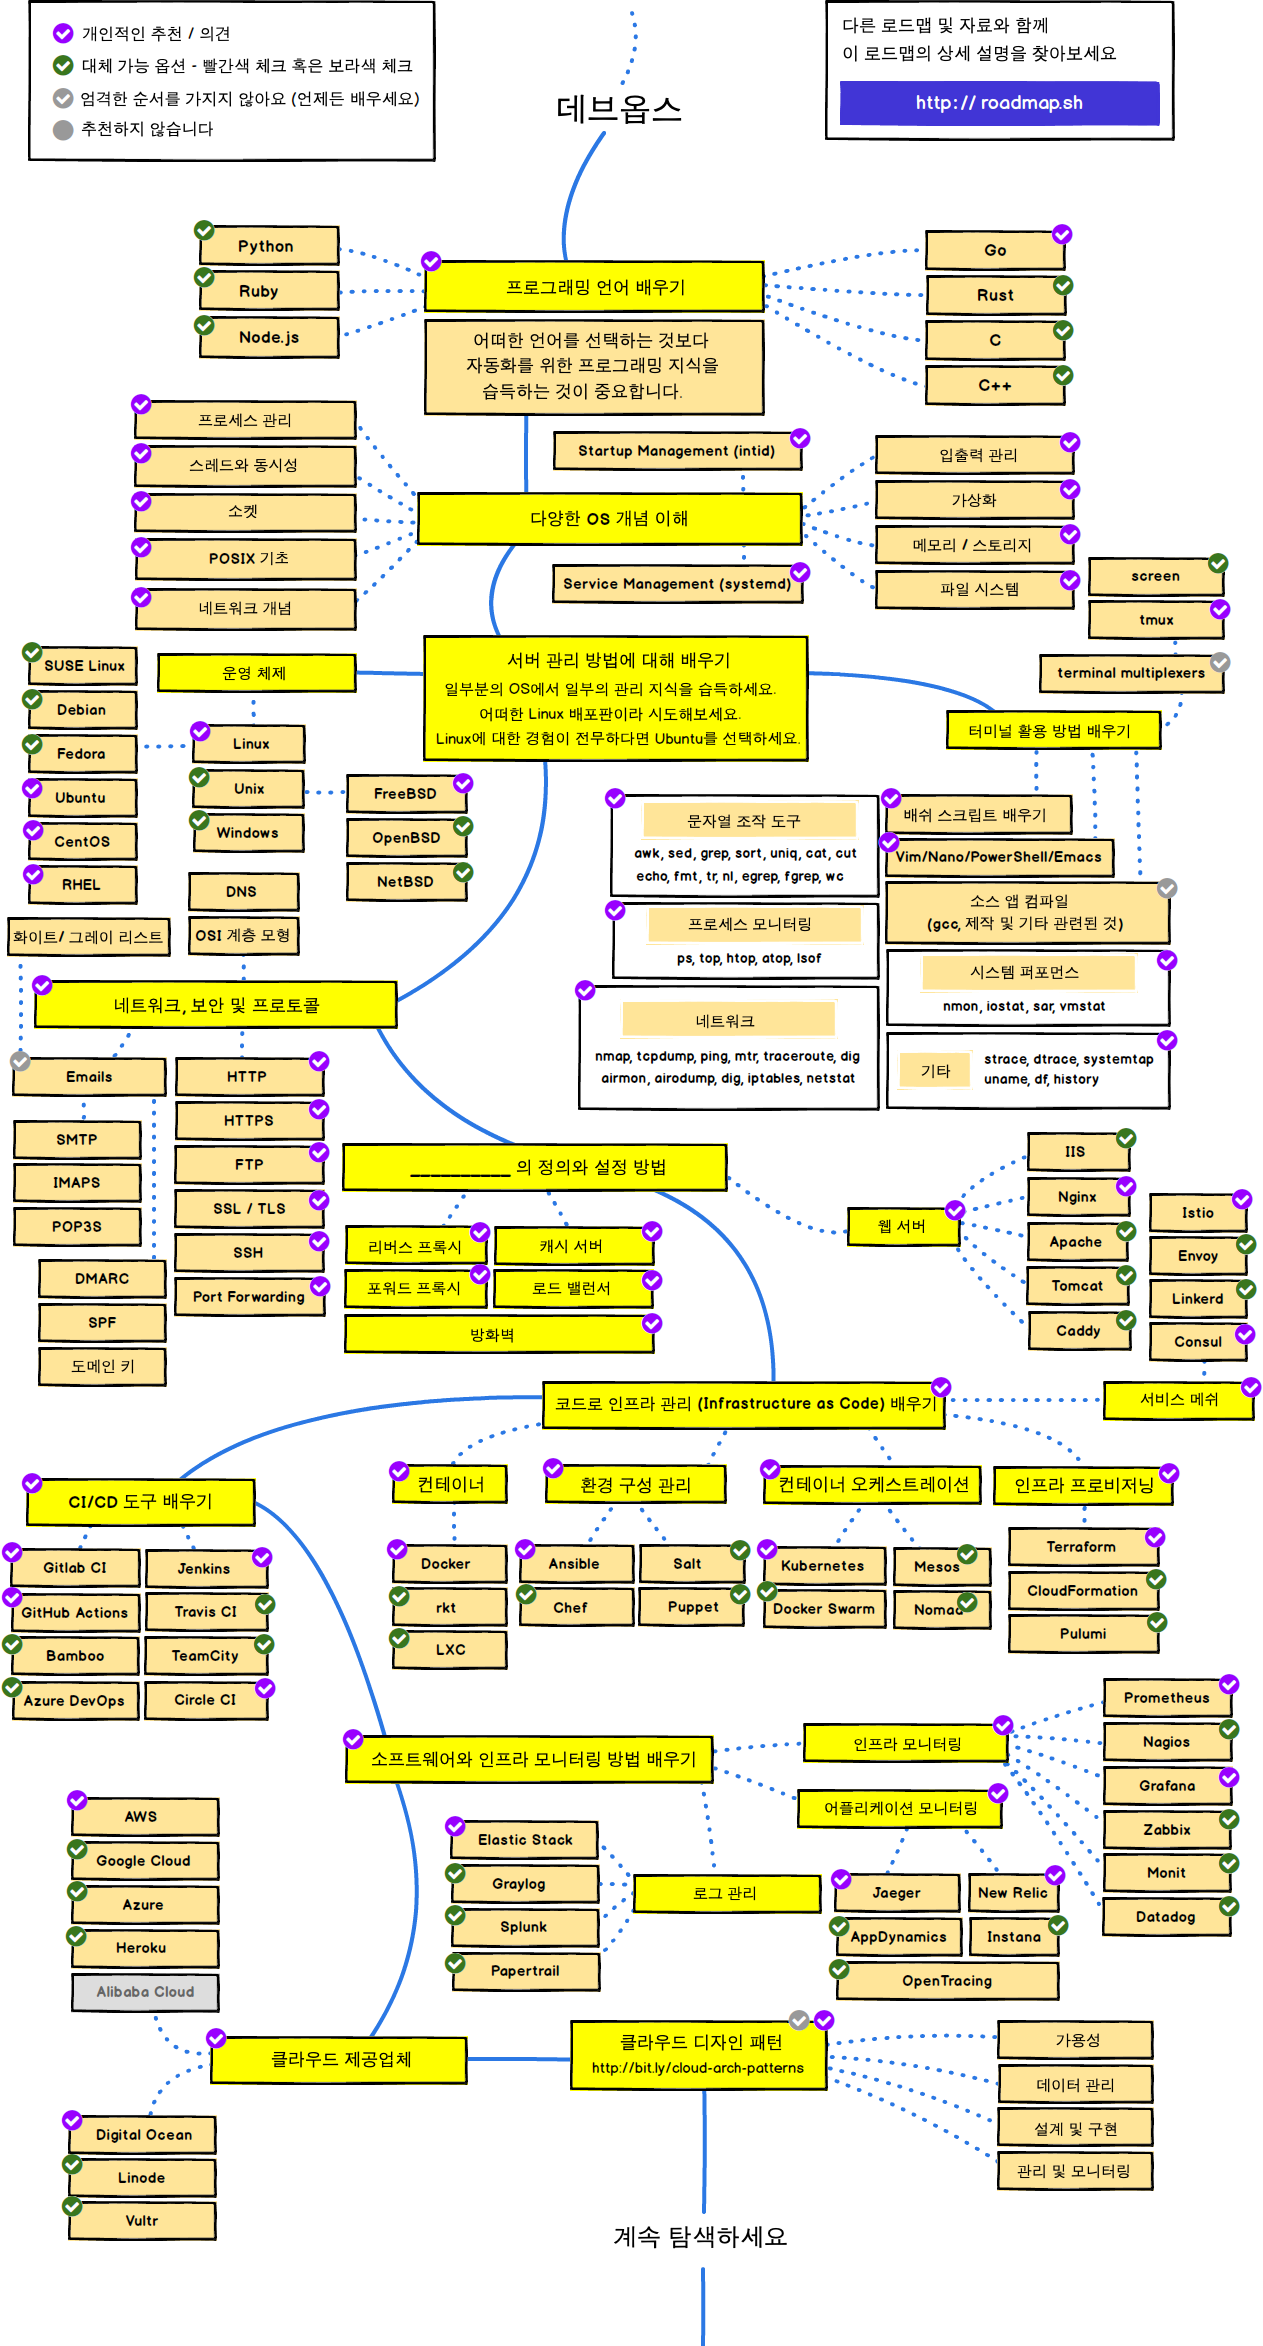 개인적인 추천 / 의견
대체 가능 옵션 - 빨간색 체크 혹은 보라색 체크
엄격한 순서를 가지지 않아요 (언제든 배우세요)
추천하지 않습니다
다른 로드맵 및 자료와 함께
이 로드맵의 상세 설명을 찾아보세요
http://roadmap.sh
데브옵스
Python
Ruby
Node.js
프로그래밍 언어 배우기
어떠한 언어를 선택하는 것보다
자동화를 위한 프로그래밍 지식을
습득하는 것이 중요합니다.
Go
Rust
C
C++
프로세스 관리
스레드와 동시성
소켓
POSIX 기초
네트워크 개념
Startup Management (intid)
다양한 OS 개념 이해
Service Management (systemd)
입출력 관리
가상화
메모리 / 스토리지
파일 시스템
screen
tmux
terminal multiplexers
터미널 활용 방법 배우기
서버 관리 방법에 대해 배우기
일부분의 OS에서 일부의 관리 지식을 습득하세요.
어떠한 Linux 배포판이라 시도해보세요.
Linux에 대한 경험이 전무하다면 Ubuntu를 선택하세요.
운영 체제
SUSE Linux
Debian
Fedora
Ubuntu
CentOS
RHEL
Linux
Unix
Windows
FreeBSD
OpenBSD
NetBSD
문자열 조작 도구
awk, sed, grep, sort, uniq, cat, cut
echo, fmt, tr, nl, egrep, fgrep, wc
프로세스 모니터링
ps, top, htop, atop, lsof
네트워크
nmap, tcpdump, ping, mtr, traceroute, dig
airmon, airodump, dig, iptables, netstat
배쉬 스크립트 배우기
Vim/Nano/PowerShell/Emacs
소스 앱 컴파일
(gcc, 제작 및 기타 관련된 것)
시스템 퍼포먼스
nmon, iostat, sar, vmstat
기타
strace, dtrace, systemtap
uname, df, history
DNS
OSI 계층 모형
화이트/ 그레이 리스트
네트워크, 보안 및 프로토콜
Emails
SMTP
IMAPS
POP3S
DMARC
SPF
도메인 키
HTTP
HTTPS
FTP
SSL / TLS
SSH
Port Forwarding
___________ 의 정의와 설정 방법
리버스 프록시
캐시 서버
포워드 프록시
로드 밸런서
방화벽
웹 서버
IIS
Nginx
Apache
Tomcat
Caddy
Istio
Envoy
Linkerd
Consul
서비스 메쉬
코드로 인프라 관리 (Infrastructure as Code) 배우기
컨테이너
Docker
rkt
LXC
환경 구성 관리
Ansible
Salt
Chef
Puppet
컨테이너 오케스트레이션
Kubernetes
Mesos
Docker Swarm
Nomad
인프라 프로비저닝
Terraform
CloudFormation
Pulumi
CI/CD 도구 배우기
Gitlab CI
Jenkins
GitHub Actions
Travis CI
Bamboo
TeamCity
Azure DevOps
Circle CI
소프트웨어와 인프라 모니터링 방법 배우기
인프라 모니터링
Prometheus
Nagios
Grafana
Zabbix
Monit
Datadog
어플리케이션 모니터링
Jaeger
New Relic
AppDynamics
Instana
OpenTracing
로그 관리
Elastic Stack
Graylog
Splunk
Papertrail
AWS
Google Cloud
Azure
Heroku
Alibaba Cloud
클라우드 제공업체
Digital Ocean
Linode
Vultr
클라우드 디자인 패턴
http://bit.ly/cloud-arch-patterns
가용성
데이터 관리
설계 및 구현
관리 및 모니터링
계속 탐색하세요